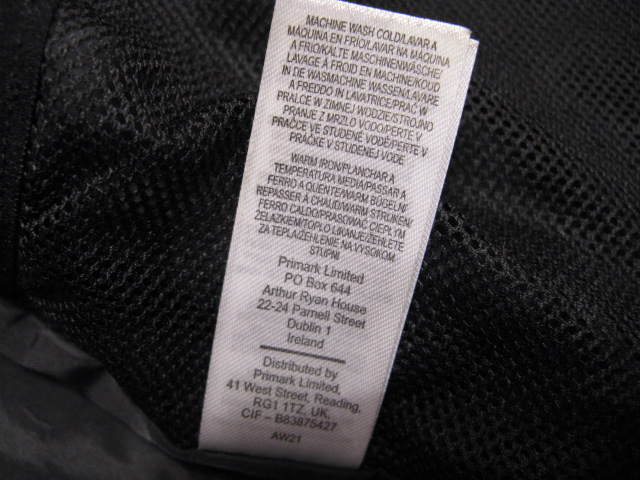 MACHINE WASH COLD/LAVAR A
MÁQUINA EN FRÍO/LAVAR NA MÁQUINA
A FRIO/KALTE MASCHINENWÄSCHE/
LAVAGE À FROID EN MACHINE/KOUD
IN DE WASMACHINE WASSEN/LAVARE
A FREDDO IN LAVATRICE/PRAĆ W
PRALCE W ZIMNEJ WODZIE/STROJNO
PRANJE Z MRZLO VODO/PERTE V
PRAČCE VE STUDENÉ VODĚ/PERTE V
PRÁČKE V STUDENEJ VODE
WARM IRON/PLANCHAR A
TEMPERATURA MEDIA/PASSAR A
FERRO A QUENTE/WARM BÜGELN/
REPASSER À CHAUD/WARM STRIJKEN/
FERRO CALDO/PRASOWAĆ CIEPŁYM
ŻELAZKIEM/TOPLO LIKANJE/ŽEHLETE
ZA TEPLA/ŽEHLENIE NA VYSOKOM
STUPNI
Primark Limited
PO Box 644
Arthur Ryan House
22-24 Parnell Street
Dublin 1
Ireland
Distributed by
Primark Limited,
41 West Street, Reading,
RG1 1TZ, UK.
CIF – B83875427
AW21